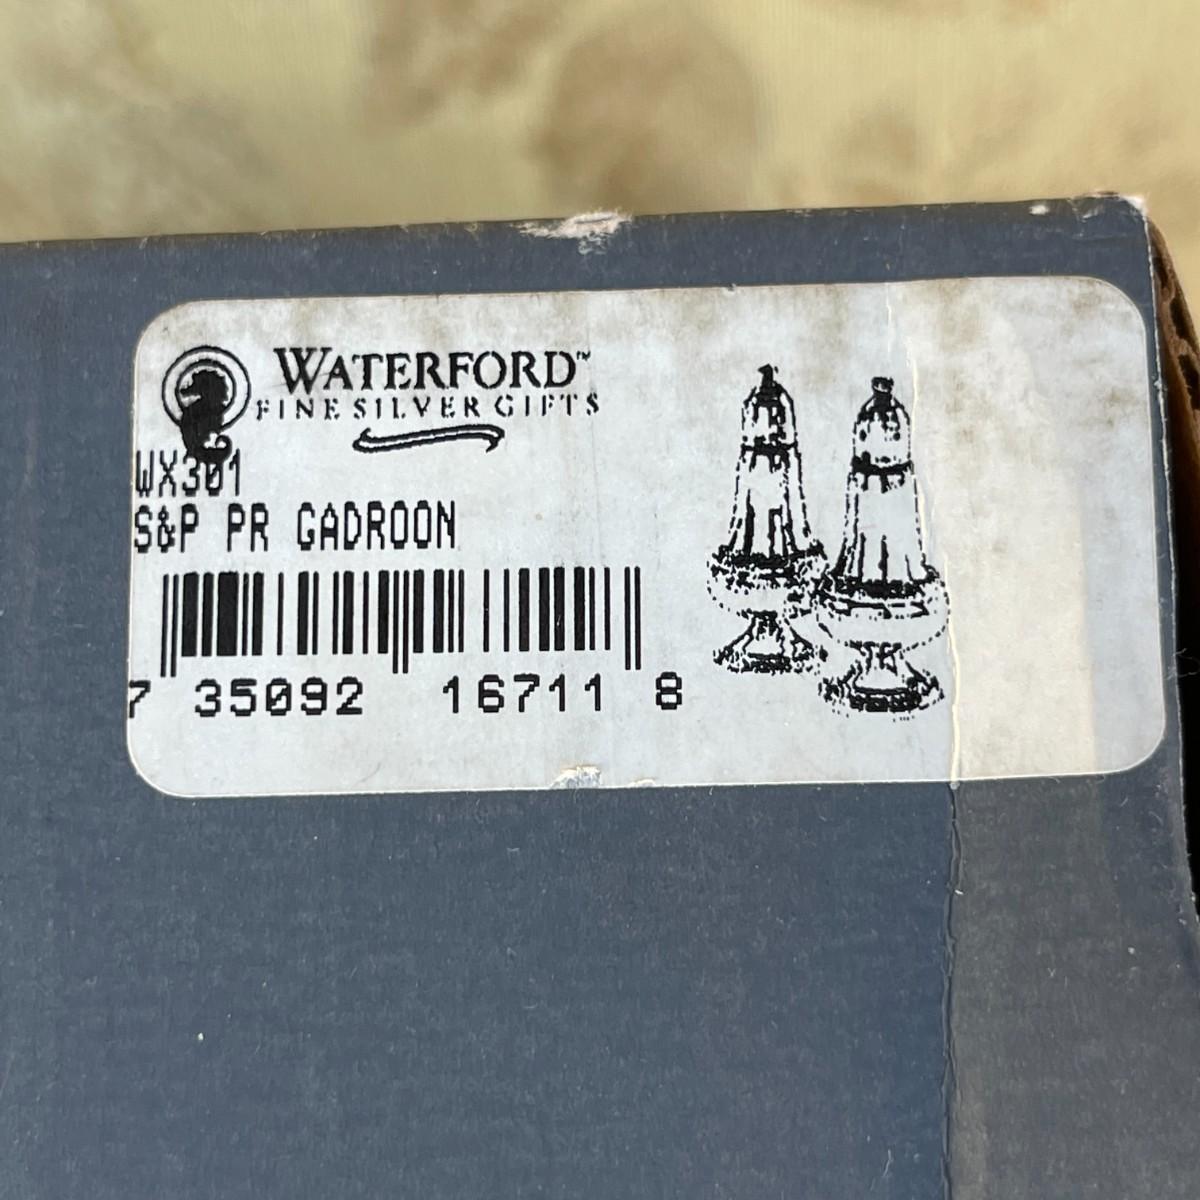 WATERFORD™
FINE SILVER GIFTS
WX301
S&P PR GADROON
7 35092 16711 8